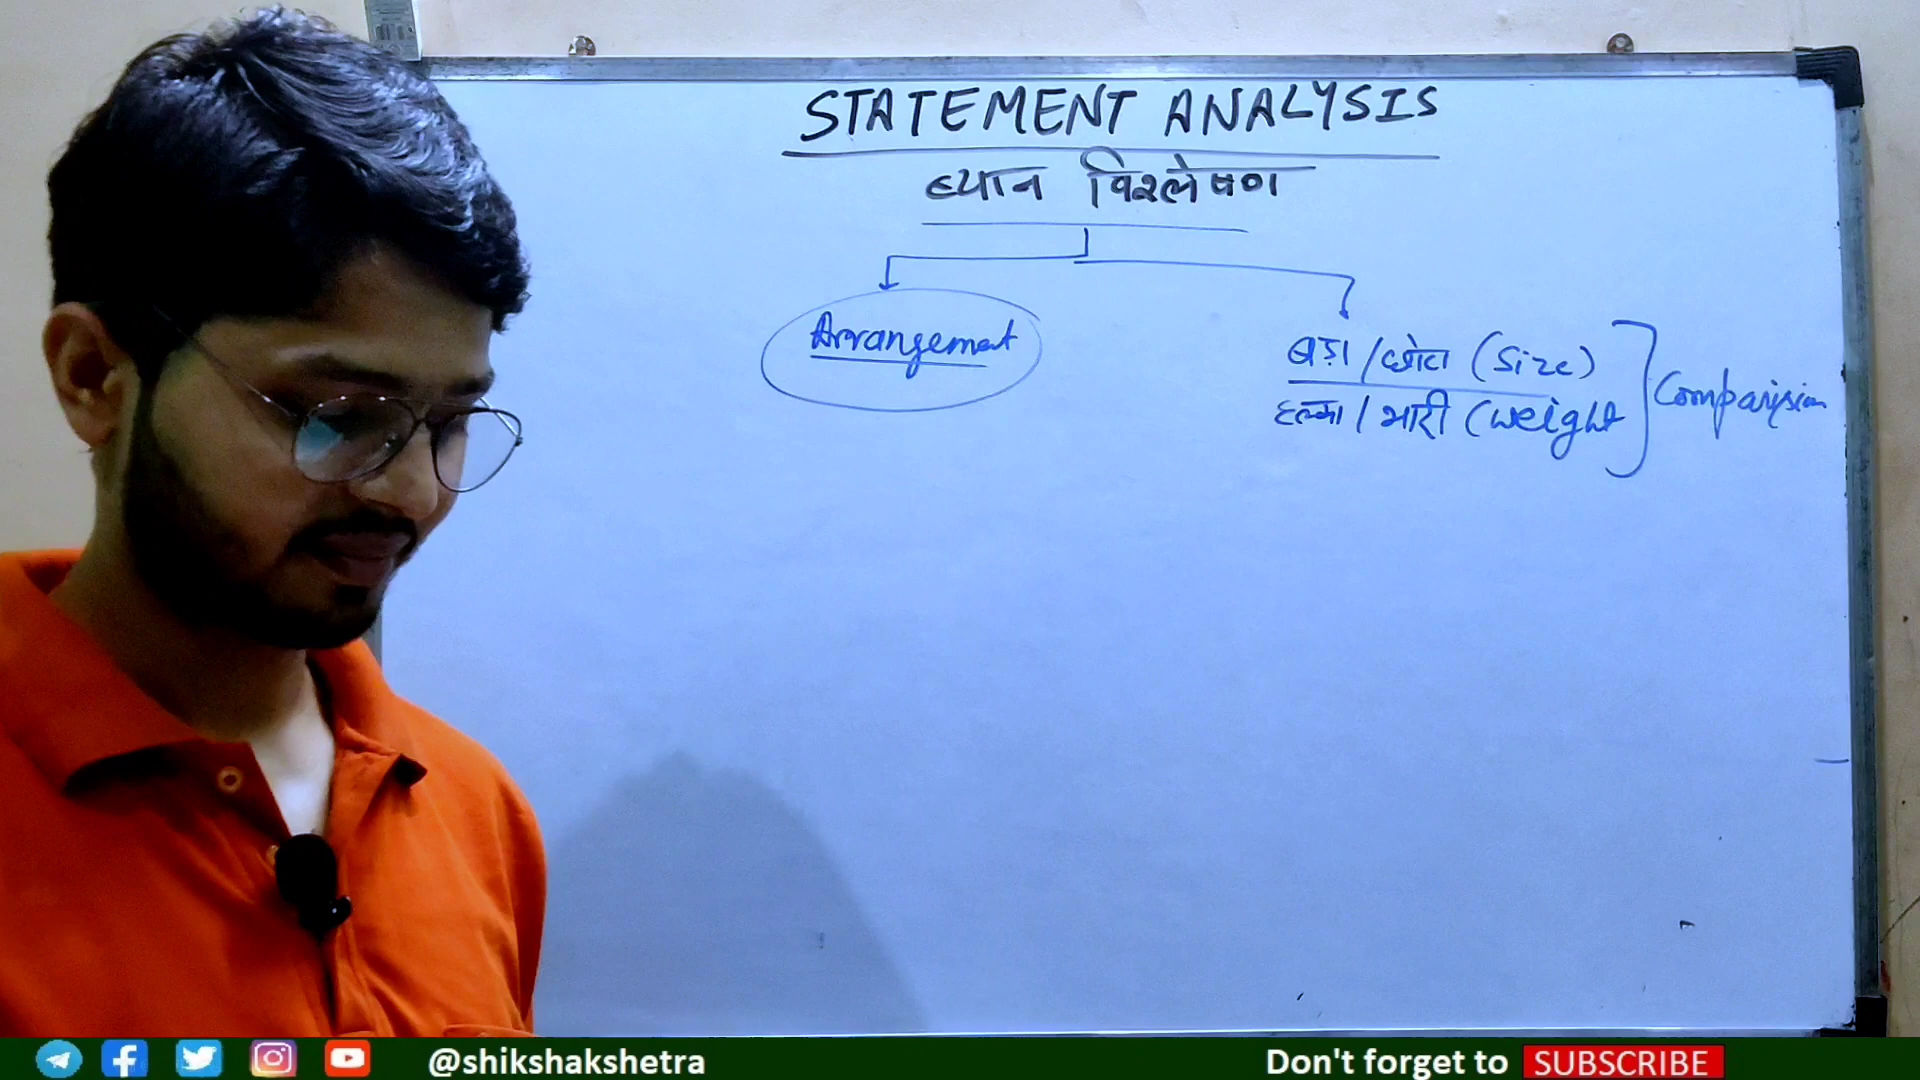 STATEMENT ANALYSIS
ध्यान विश्लेषण
Arrangement
बड़ा / छोटा (Size)
हल्का / भारी (weight
Comparision
@shikshakshetra
Don't forget to SUBSCRIBE